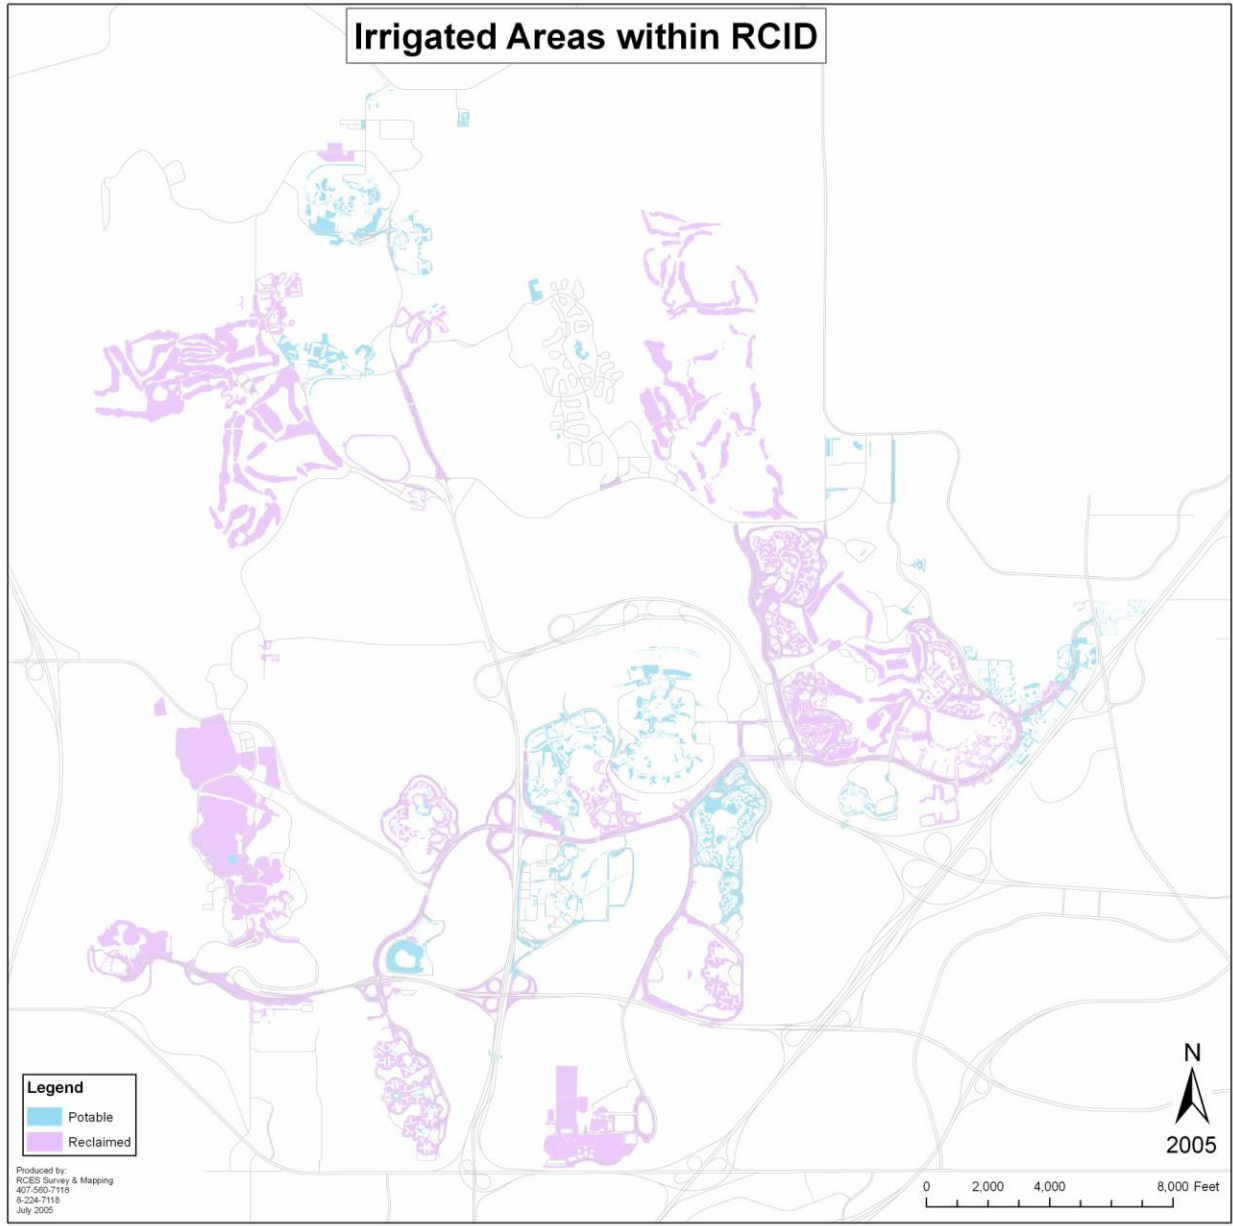 Irrigated Areas within RCID
Legend
Potable
Reclaimed
Produced by:
RCES Survey & Mapping
407-560-7118
8-224-7118
July 2005
N
2005
0 2,000 4,000 8,000 Feet